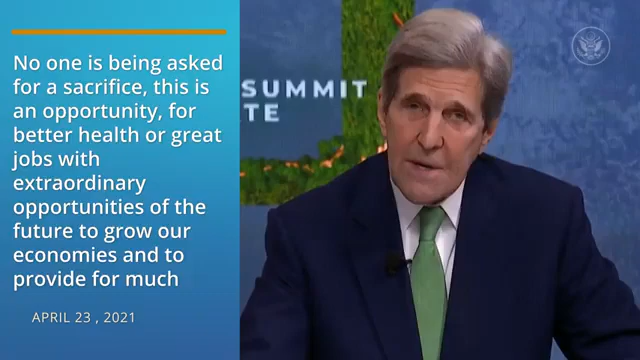 No one is being asked
for a sacrifice, this is
an opportunity, for
better health or great
jobs with
extraordinary
opportunities of the
future to grow our
economies and to
provide for much
APRIL 23 , 2021
SUMMIT
TE